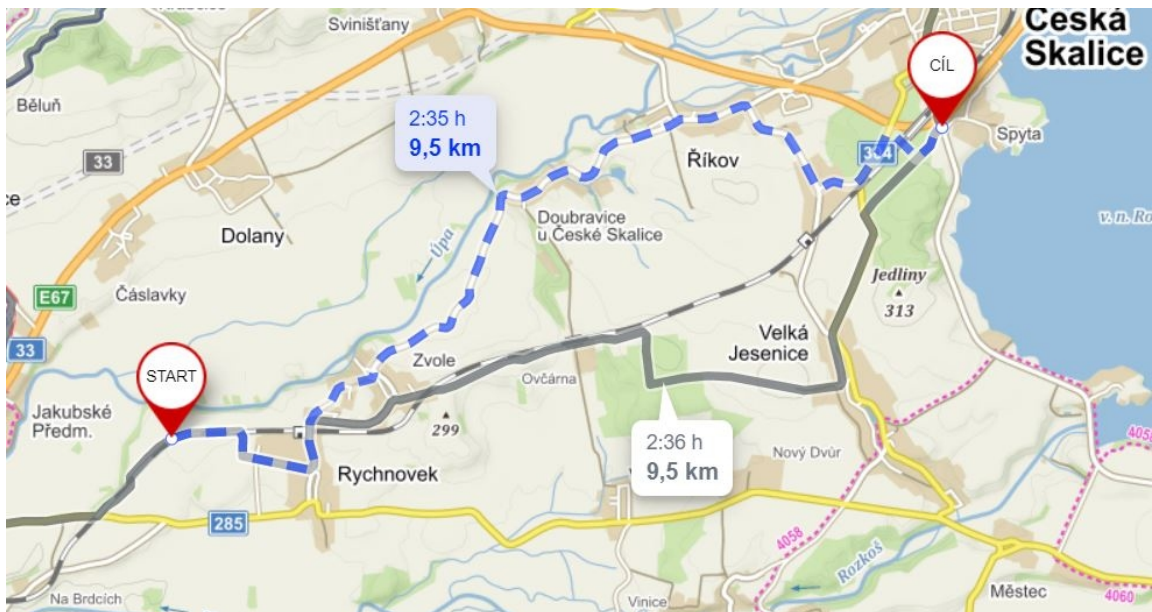 Svinišťany
Česká
Skalice
CÍL
Běluň
2:35 h
9,5 km
33
Spyta
Říkov
Doubravice
u České Skalice
v. n. Ro
Dolany
Úpa
Jedliny
313
E67
Čáslavky
33
Velká
Jesenice
Zvole
START
Ovčárna
Jakubské
Předm.
299
2:36 h
9,5 km
Nový Dvůr
Rychnovek
285
4058
Rozkoš
Městec
Na Brdcích
Vinice
4060